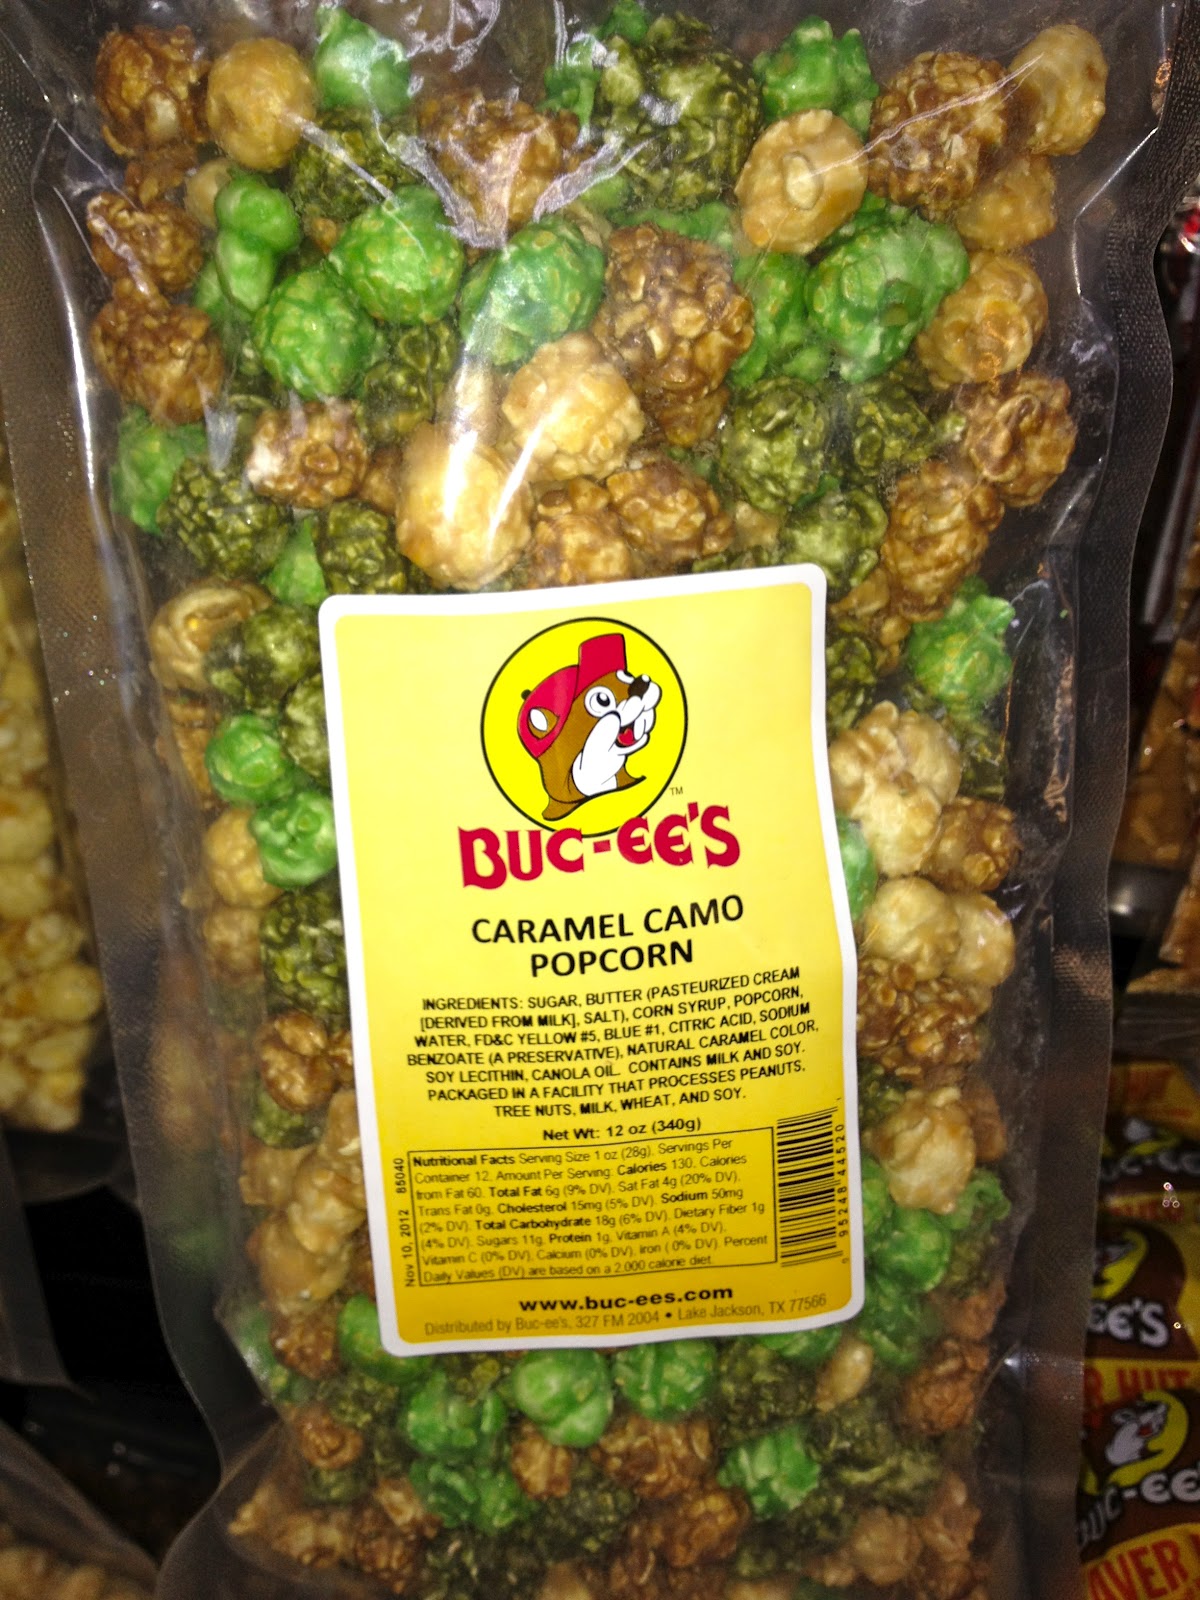 TM
BUC-EE'S
CARAMEL CAMO
POPCORN
INGREDIENTS: SUGAR, BUTTER (PASTEURIZED CREAM
[DERIVED FROM MILK], SALT), CORN SYRUP, POPCORN,
WATER, FD&C YELLOW #5, BLUE #1, CITRIC ACID, SODIUM
BENZOATE (A PRESERVATIVE), NATURAL CARAMEL COLOR,
SOY LECITHIN, CANOLA OIL. CONTAINS MILK AND SOY.
PACKAGED IN A FACILITY THAT PROCESSES PEANUTS,
TREE NUTS, MILK, WHEAT, AND SOY.
Net Wt: 12 oz (340g)
Nutritional Facts Serving Size 1 oz (28g), Servings Per
Container 12, Amount Per Serving: Calories 130, Calories
from Fat 60, Total Fat 6g (9% DV), Sat Fat 4g (20% DV),
Trans Fat 0g, Cholesterol 15mg (5% DV), Sodium 50mg
(2% DV), Total Carbohydrate 18g (6% DV), Dietary Fiber 1g
(4% DV), Sugars 11g, Protein 1g, Vitamin A (4% DV),
Vitamin C (0% DV), Calcium (0% DV), Iron ( 0% DV). Percent
Daily Values (DV) are based on a 2,000 calorie diet.
Nov 10, 2012 85040
95248 44520
www.buc-ees.com
Distributed by Buc-ee's, 327 FM 2004 • Lake Jackson, TX 77566
EE'S
R NUT
UC-EE
AVER